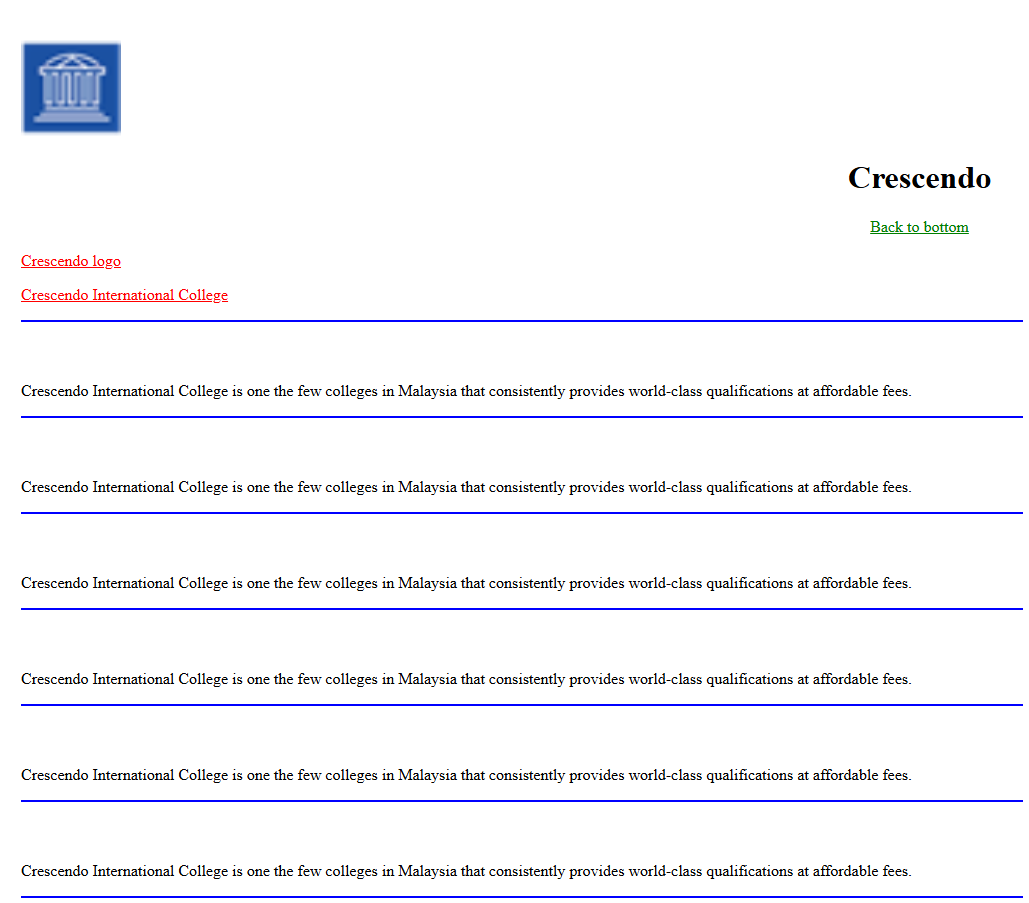 Crescendo
Back to bottom
Crescendo logo
Crescendo International College
Crescendo International College is one the few colleges in Malaysia that consistently provides world-class qualifications at affordable fees.
Crescendo International College is one the few colleges in Malaysia that consistently provides world-class qualifications at affordable fees.
Crescendo International College is one the few colleges in Malaysia that consistently provides world-class qualifications at affordable fees.
Crescendo International College is one the few colleges in Malaysia that consistently provides world-class qualifications at affordable fees.
Crescendo International College is one the few colleges in Malaysia that consistently provides world-class qualifications at affordable fees.
Crescendo International College is one the few colleges in Malaysia that consistently provides world-class qualifications at affordable fees.